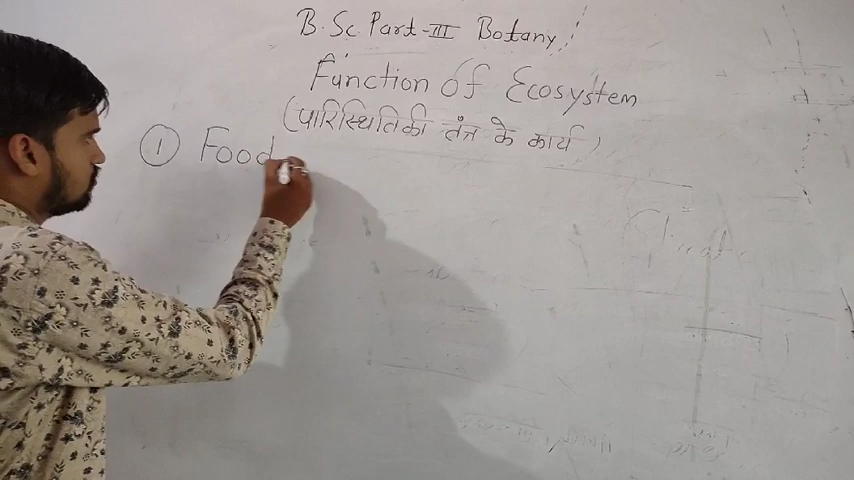 B.Sc. Part-III Botany
Function of Ecosystem
(पारिस्थितिकी तंत्र के कार्य)
① Food